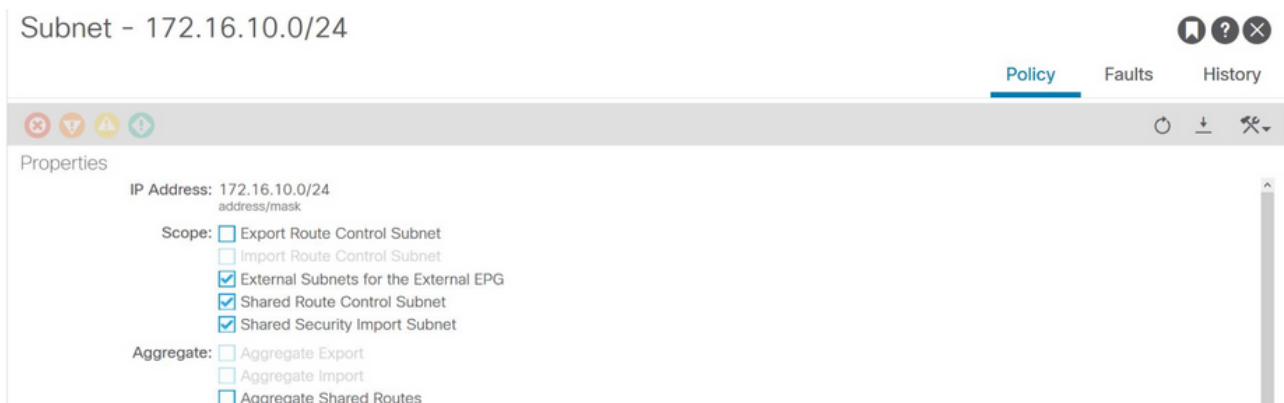 Subnet - 172.16.10.0/24
Policy Faults History
Properties
IP Address: 172.16.10.0/24
address/mask
Scope: Export Route Control Subnet
Import Route Control Subnet
External Subnets for the External EPG
Shared Route Control Subnet
Shared Security Import Subnet
Aggregate: Aggregate Export
Aggregate Import
Aggregate Shared Routes